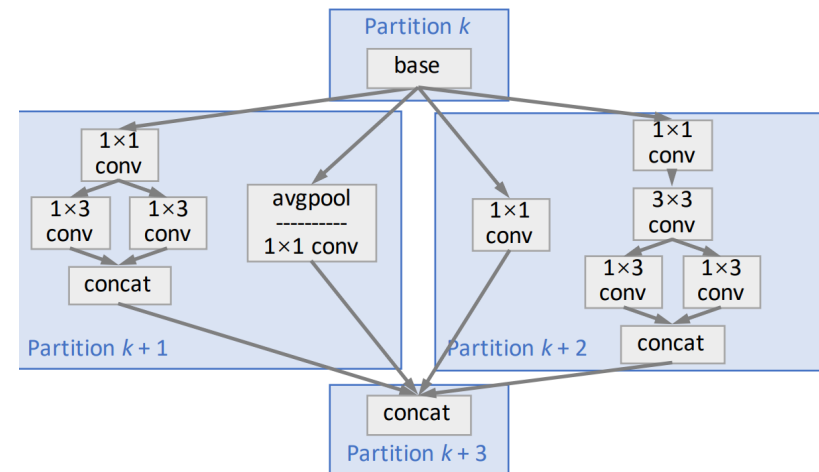 Partition k
base
1×1
conv
1×3
conv
1×3
conv
concat
avgpool
----------
1×1 conv
Partition k + 1
1×1
conv
1×1
conv
3×3
conv
1×3
conv
1×3
conv
concat
Partition k + 2
concat
Partition k + 3